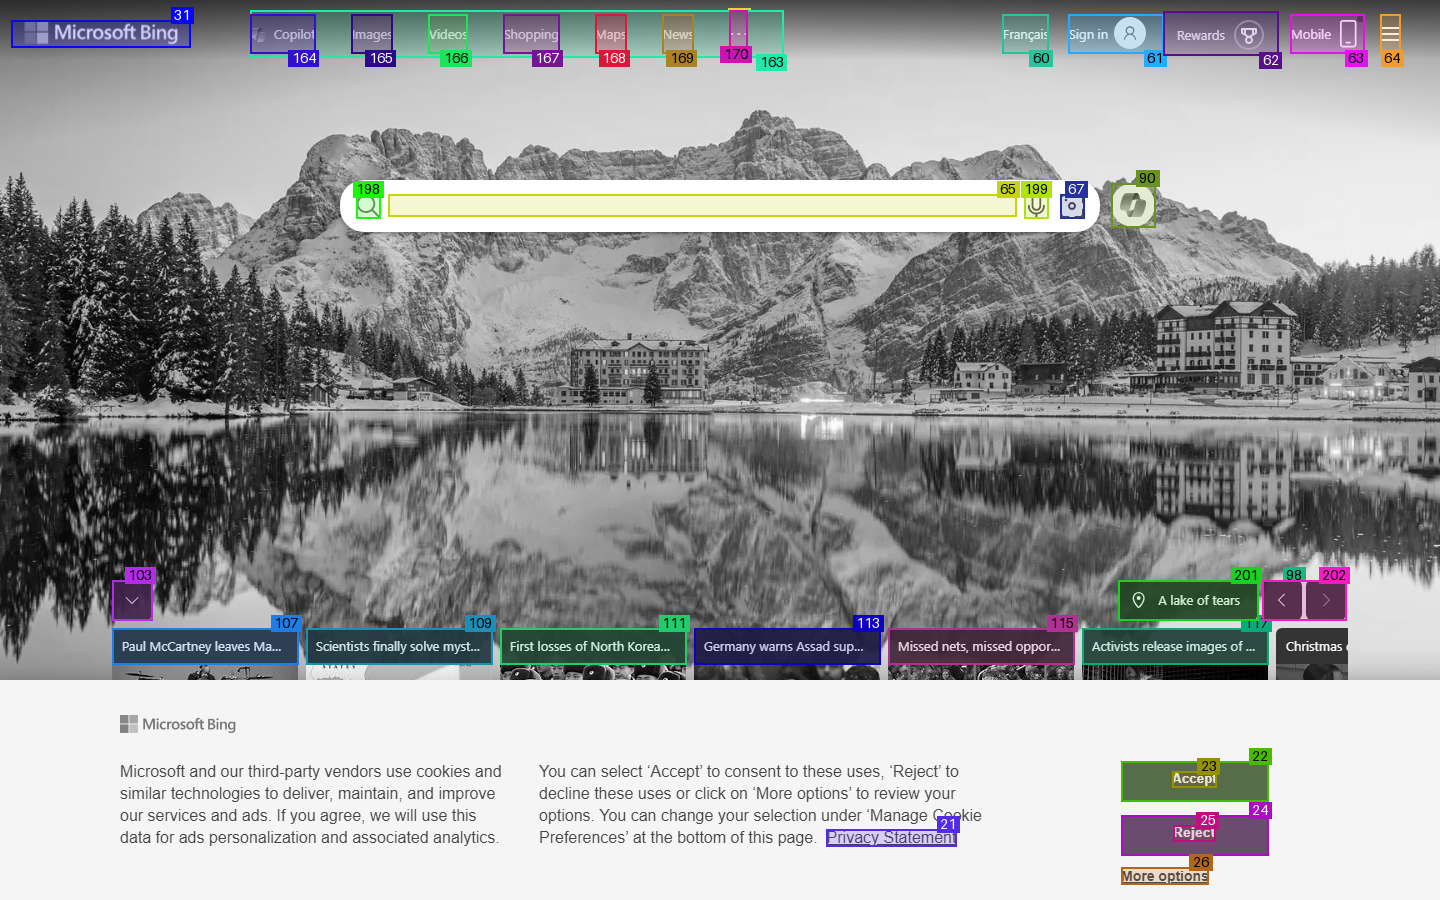 Microsoft Bing
Copilot
Images
Videos
Shopping
Maps
News
Français
Sign in
Rewards
Mobile
31
164
165
166
167
168
169
170
163
60
61
62
63
64
198
65
199
67
90
103
201
98
202
A lake of tears
107
109
111
113
115
117
Paul McCartney leaves Ma...
Scientists finally solve myst...
First losses of North Korea...
Germany warns Assad sup...
Missed nets, missed oppor...
Activists release images of ...
Christmas
STATES
Microsoft Bing
Microsoft and our third-party vendors use cookies and
similar technologies to deliver, maintain, and improve
our services and ads. If you agree, we will use this
data for ads personalization and associated analytics.
You can select ‘Accept’ to consent to these uses, ‘Reject’ to
decline these uses or click on ‘More options’ to review your
options. You can change your selection under ‘Manage Cookie
Preferences’ at the bottom of this page. Privacy Statement
21
22
23
Accept
24
25
Reject
26
More options